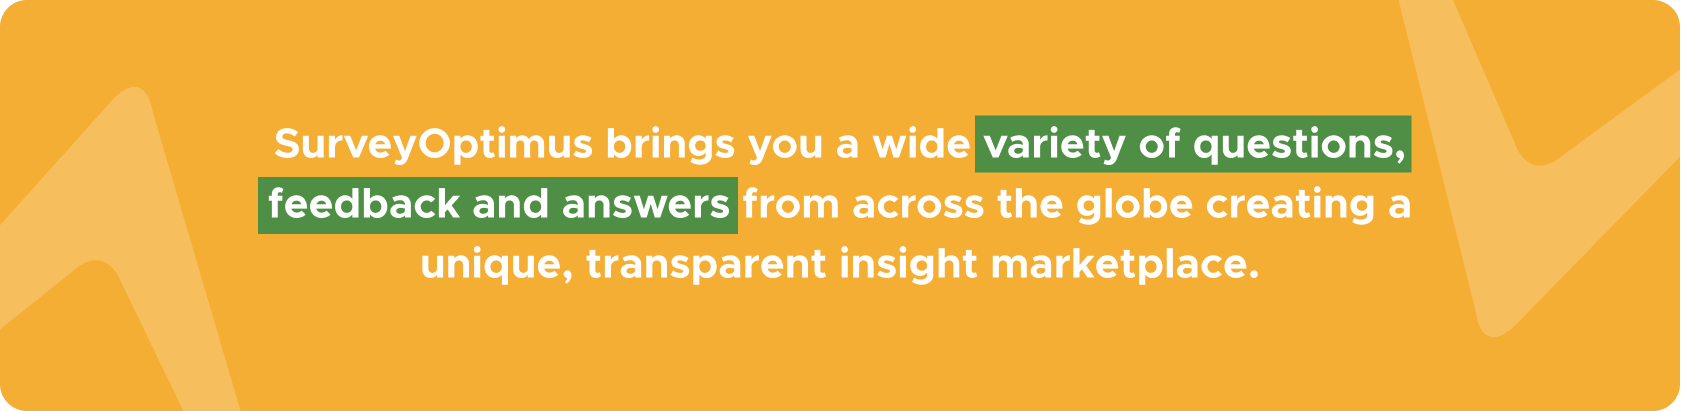 SurveyOptimus brings you a wide variety of questions,
feedback and answers from across the globe creating a
unique, transparent insight marketplace.